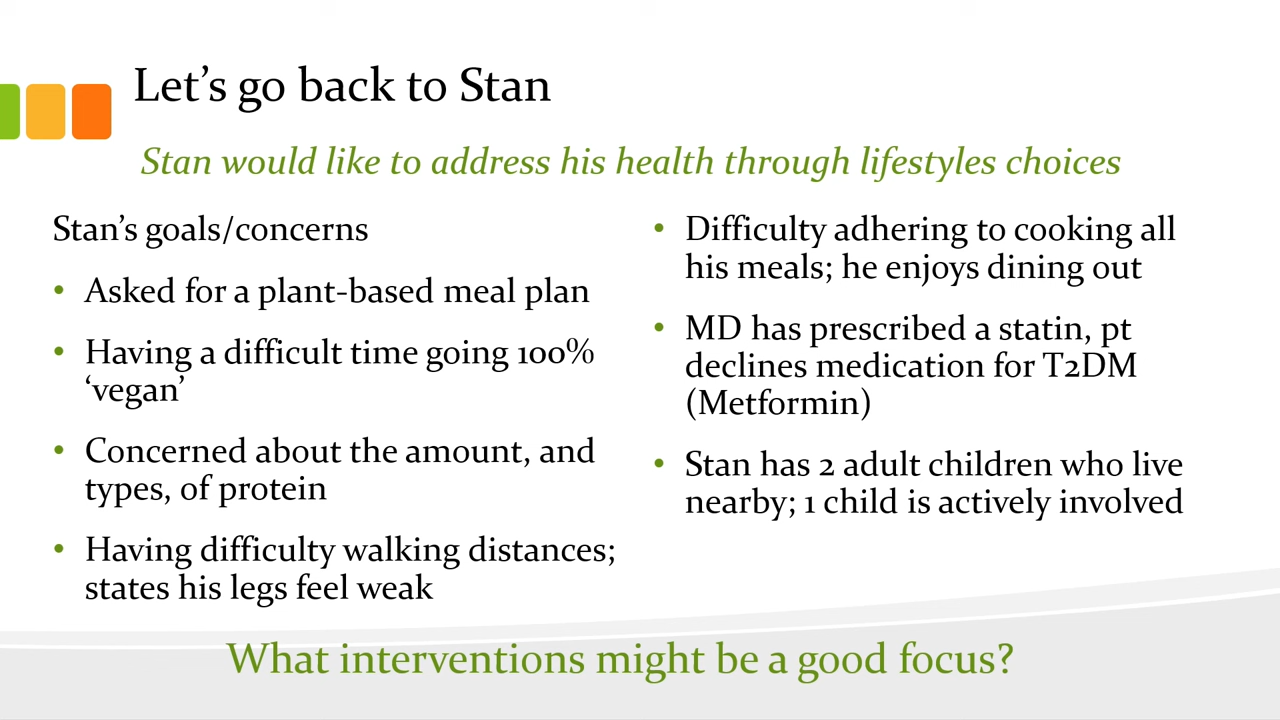 Let’s go back to Stan
Stan would like to address his health through lifestyles choices
Stan’s goals/concerns
• Asked for a plant-based meal plan
• Having a difficult time going 100%
‘vegan’
• Concerned about the amount, and
types, of protein
• Having difficulty walking distances;
states his legs feel weak
• Difficulty adhering to cooking all
his meals; he enjoys dining out
• MD has prescribed a statin, pt
declines medication for T2DM
(Metformin)
• Stan has 2 adult children who live
nearby; 1 child is actively involved
What interventions might be a good focus?